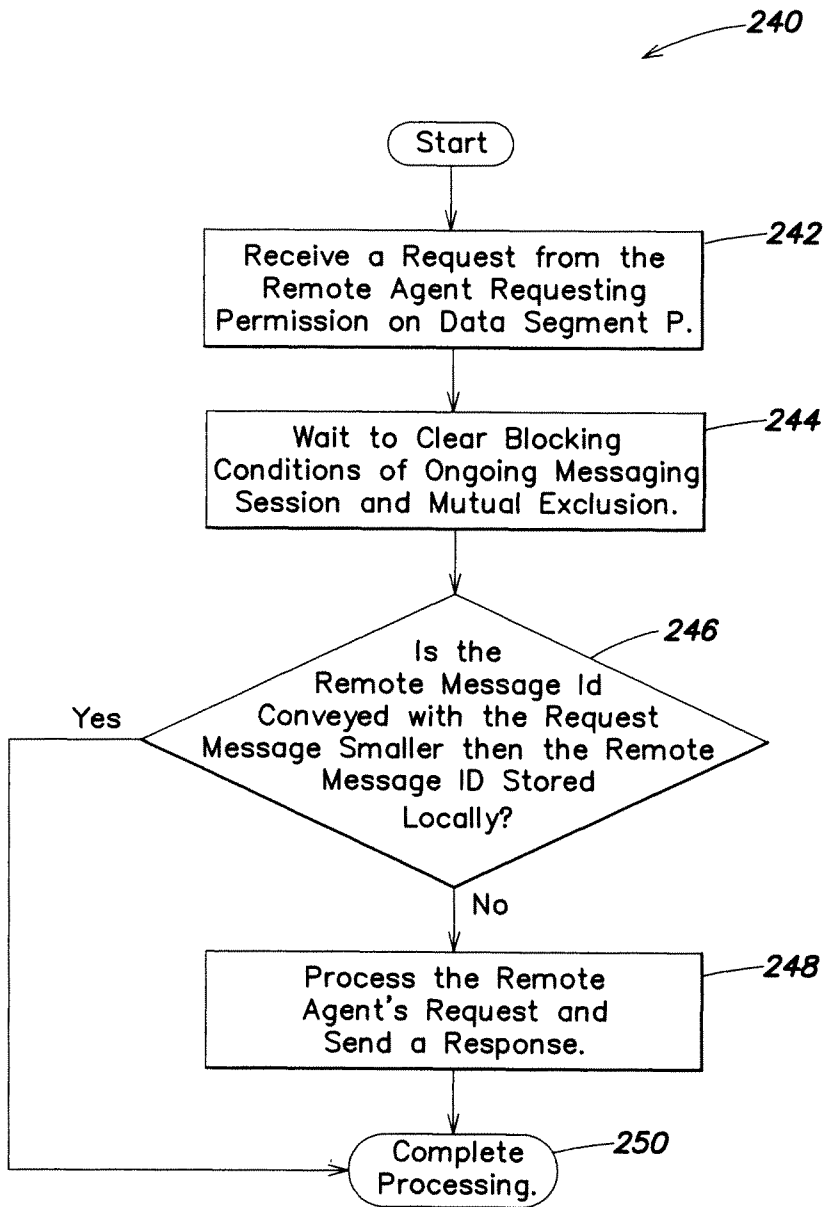 240
Start
242
Receive a Request from the
Remote Agent Requesting
Permission on Data Segment P.
244
Wait to Clear Blocking
Conditions of Ongoing Messaging
Session and Mutual Exclusion.
246
Is the
Remote Message Id
Conveyed with the Request
Message Smaller then the Remote
Message ID Stored
Locally?
Yes
No
248
Process the Remote
Agent's Request and
Send a Response.
250
Complete
Processing.